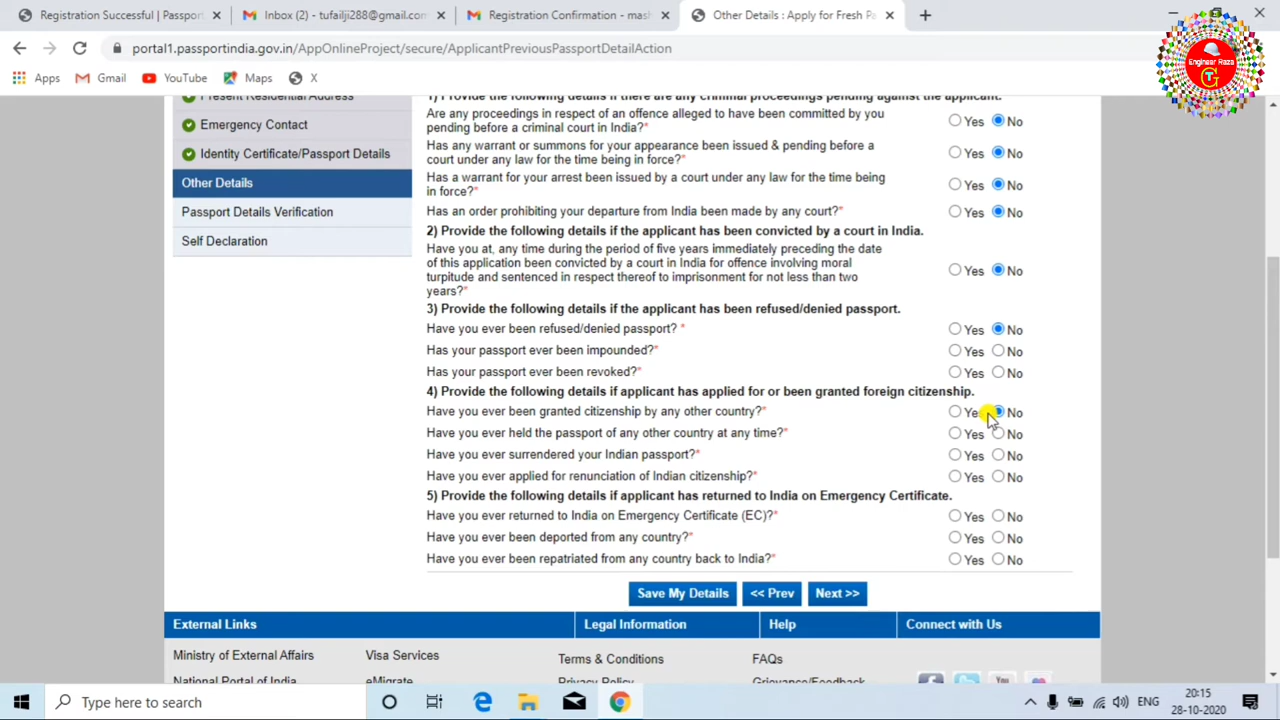 Registration Successful | Passport
Inbox (2) - tufailji288@gmail.com
Registration Confirmation - mash
Other Details : Apply for Fresh Pa
portal1.passportindia.gov.in/AppOnlineProject/secure/ApplicantPreviousPassportDetailAction
Apps
Gmail
YouTube
Maps
X
Engineer Raza
Present Residential Address
Emergency Contact
Identity Certificate/Passport Details
Other Details
Passport Details Verification
Self Declaration
1) Provide the following details if there are any criminal proceedings pending against the applicant.
Are any proceedings in respect of an offence alleged to have been committed by you
pending before a criminal court in India?* Yes No
Has any warrant or summons for your appearance been issued & pending before a
court under any law for the time being in force?* Yes No
Has a warrant for your arrest been issued by a court under any law for the time being
in force?* Yes No
Has an order prohibiting your departure from India been made by any court?* Yes No
2) Provide the following details if the applicant has been convicted by a court in India.
Have you at, any time during the period of five years immediately preceding the date
of this application been convicted by a court in India for offence involving moral
turpitude and sentenced in respect thereof to imprisonment for not less than two
years?* Yes No
3) Provide the following details if the applicant has been refused/denied passport.
Have you ever been refused/denied passport? * Yes No
Has your passport ever been impounded?* Yes No
Has your passport ever been revoked?* Yes No
4) Provide the following details if applicant has applied for or been granted foreign citizenship.
Have you ever been granted citizenship by any other country?* Yes No
Have you ever held the passport of any other country at any time?* Yes No
Have you ever surrendered your Indian passport?* Yes No
Have you ever applied for renunciation of Indian citizenship?* Yes No
5) Provide the following details if applicant has returned to India on Emergency Certificate.
Have you ever returned to India on Emergency Certificate (EC)?* Yes No
Have you ever been deported from any country?* Yes No
Have you ever been repatriated from any country back to India?* Yes No
Save My Details
<< Prev
Next >>
External Links
Legal Information
Help
Connect with Us
Ministry of External Affairs
Visa Services
Terms & Conditions
FAQs
National Portal of India
eMigrate
Privacy Policy
Grievance/Feedback
Type here to search
ENG
20:15
28-10-2020